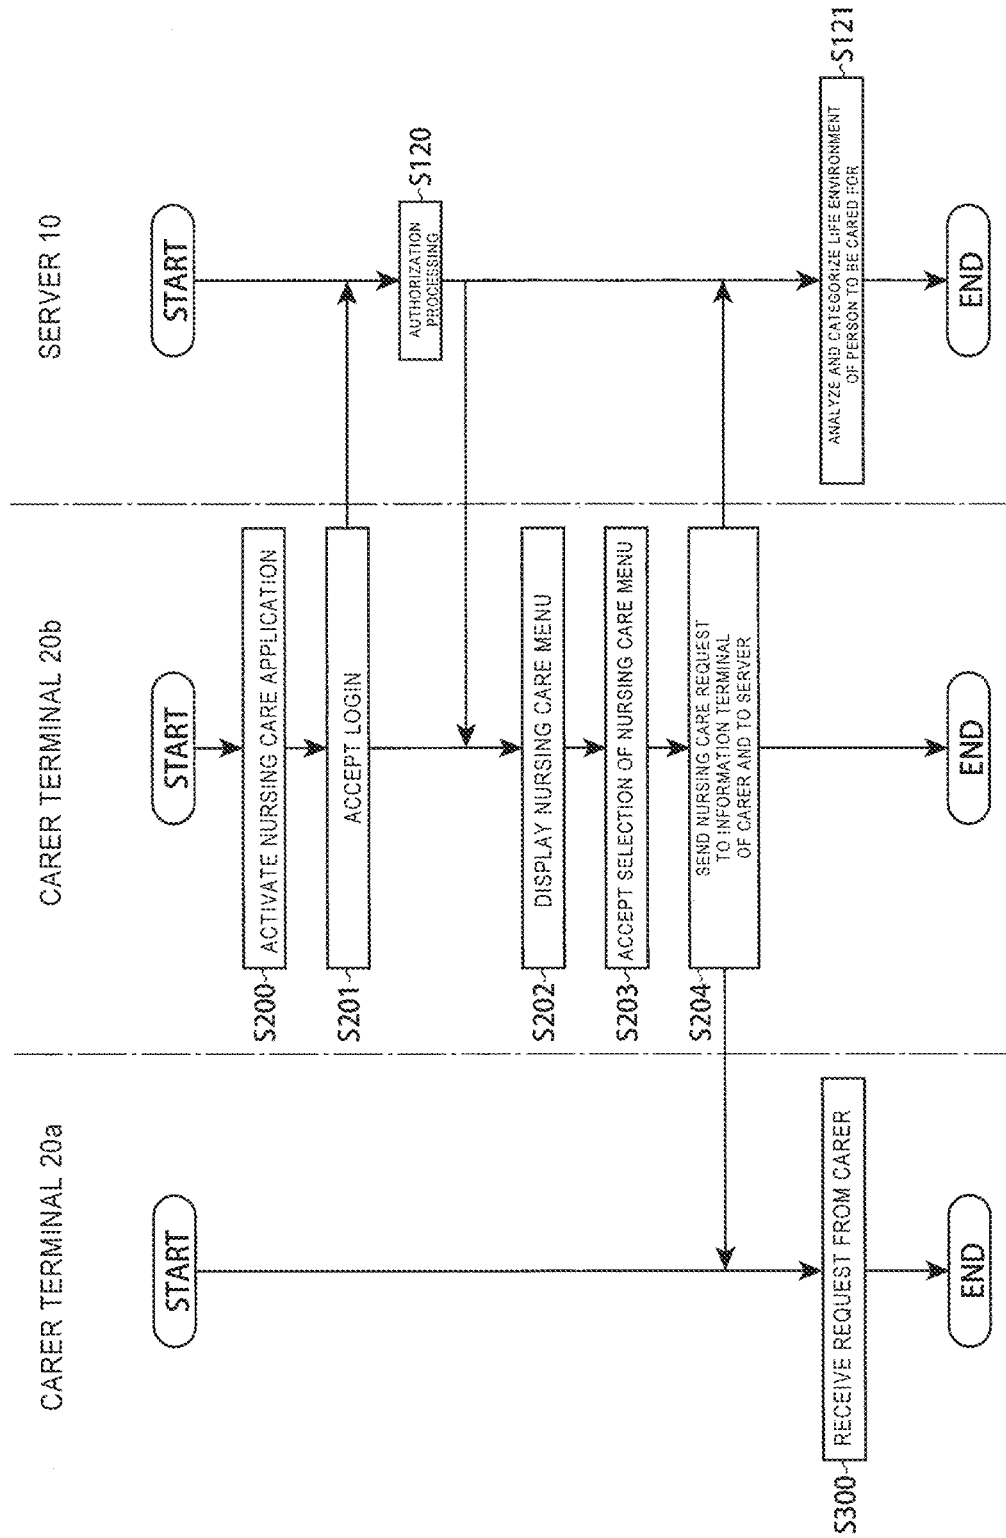 CARER TERMINAL 20a
START
S300
RECEIVE REQUEST FROM CARER
END
CARER TERMINAL 20b
START
S200
ACTIVATE NURSING CARE APPLICATION
S201
ACCEPT LOGIN
S202
DISPLAY NURSING CARE MENU
S203
ACCEPT SELECTION OF NURSING CARE MENU
S204
SEND NURSING CARE REQUEST
TO INFORMATION TERMINAL
OF CARER AND TO SERVER
END
SERVER 10
START
AUTHORIZATION
PROCESSING
S120
ANALYZE AND CATEGORIZE LIFE ENVIRONMENT
OF PERSON TO BE CARED FOR
S121
END